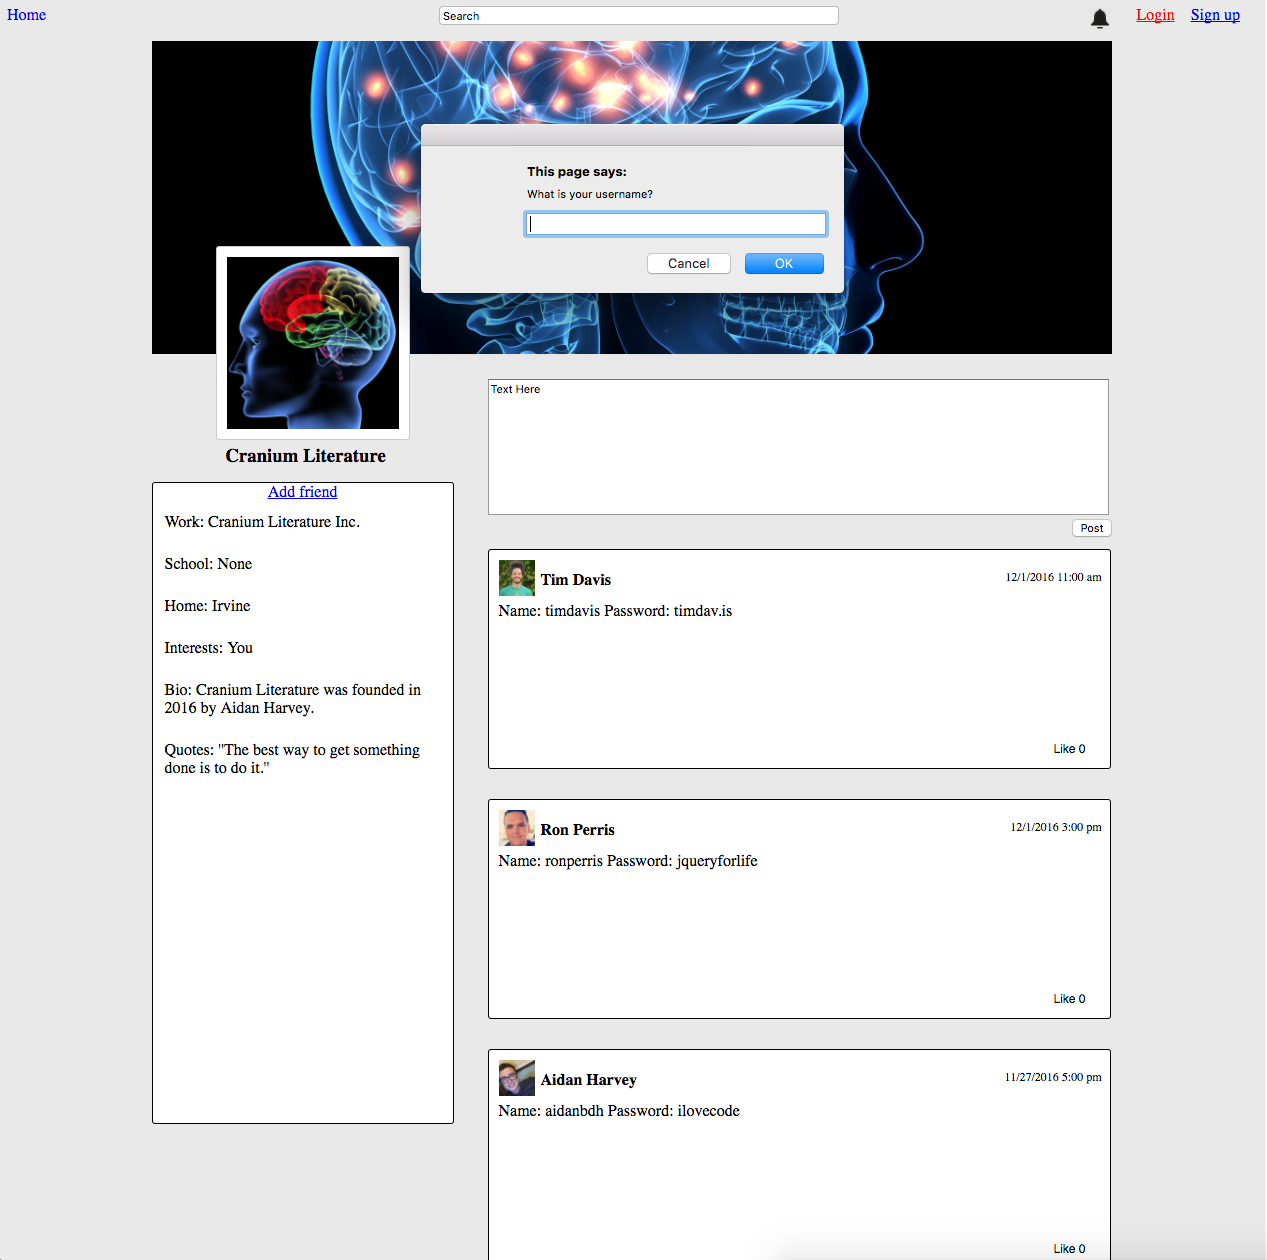 Home
Search
Login
Sign up
This page says:
What is your username?
Cancel
OK
Cranium Literature
Add friend
Work: Cranium Literature Inc.
School: None
Home: Irvine
Interests: You
Bio: Cranium Literature was founded in
2016 by Aidan Harvey.
Quotes: "The best way to get something
done is to do it."
Text Here
Post
Tim Davis
12/1/2016 11:00 am
Name: timdavis Password: timdav.is
Like 0
Ron Perris
12/1/2016 3:00 pm
Name: ronperris Password: jqueryforlife
Like 0
Aidan Harvey
11/27/2016 5:00 pm
Name: aidanbdh Password: ilovecode
Like 0